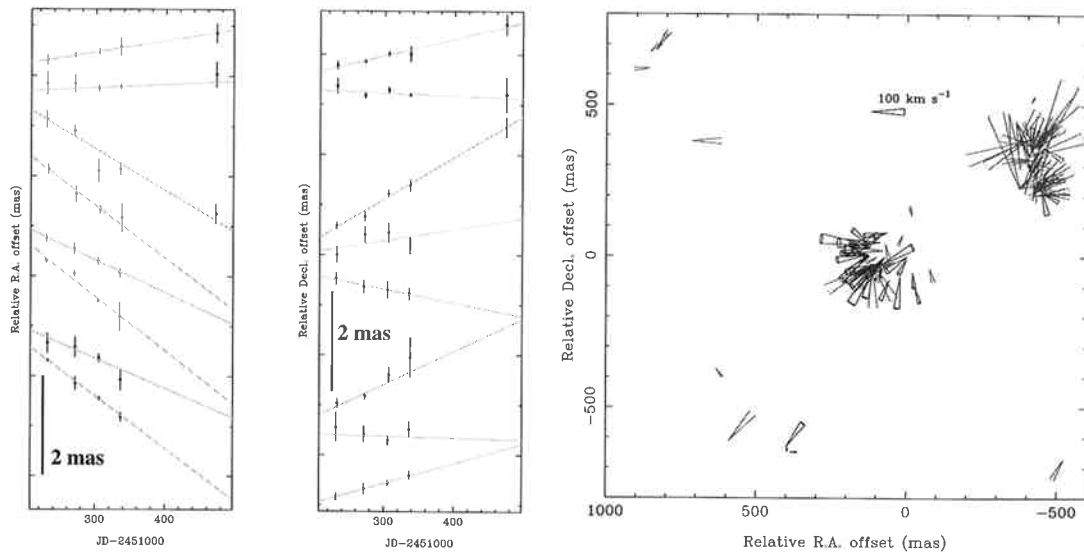 Relative R.A. offset (mas)
2 mas
300
400
JD-2451000
Relative Decl. offset (mas)
2 mas
300
400
JD-2451000
Relative Decl. offset (mas)
500
0
-500
100 km s⁻¹
1000
500
0
-500
Relative R.A. offset (mas)